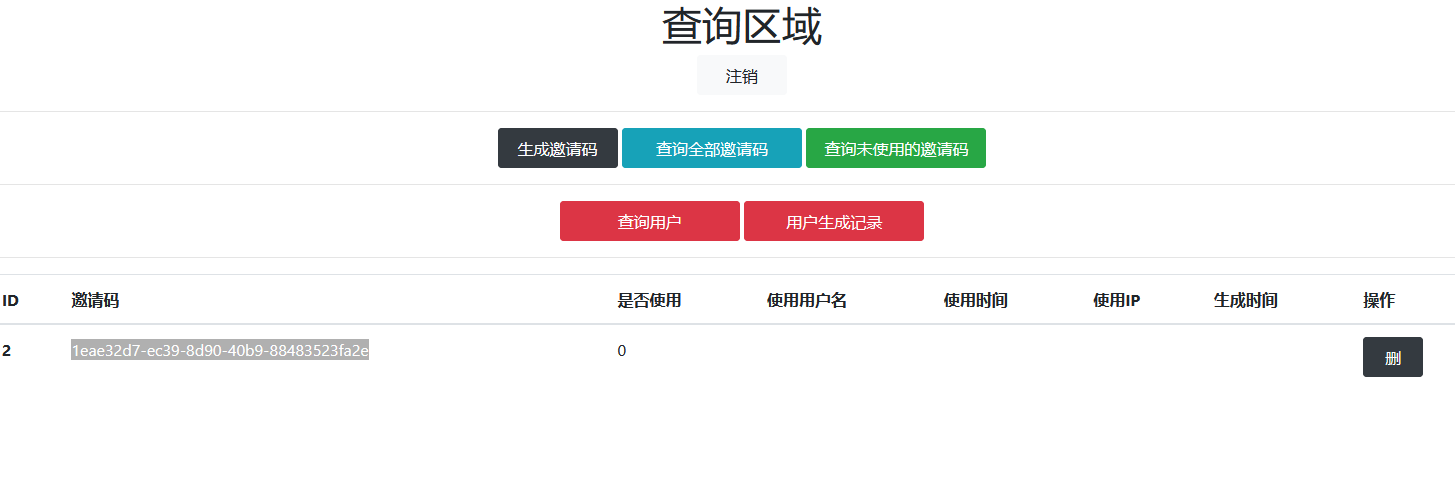 查询区域
注销
生成邀请码 查询全部邀请码 查询未使用的邀请码
查询用户 用户生成记录
ID 邀请码 是否使用 使用用户名 使用时间 使用IP 生成时间 操作
2 1eae32d7-ec39-8d90-40b9-88483523fa2e 0 删